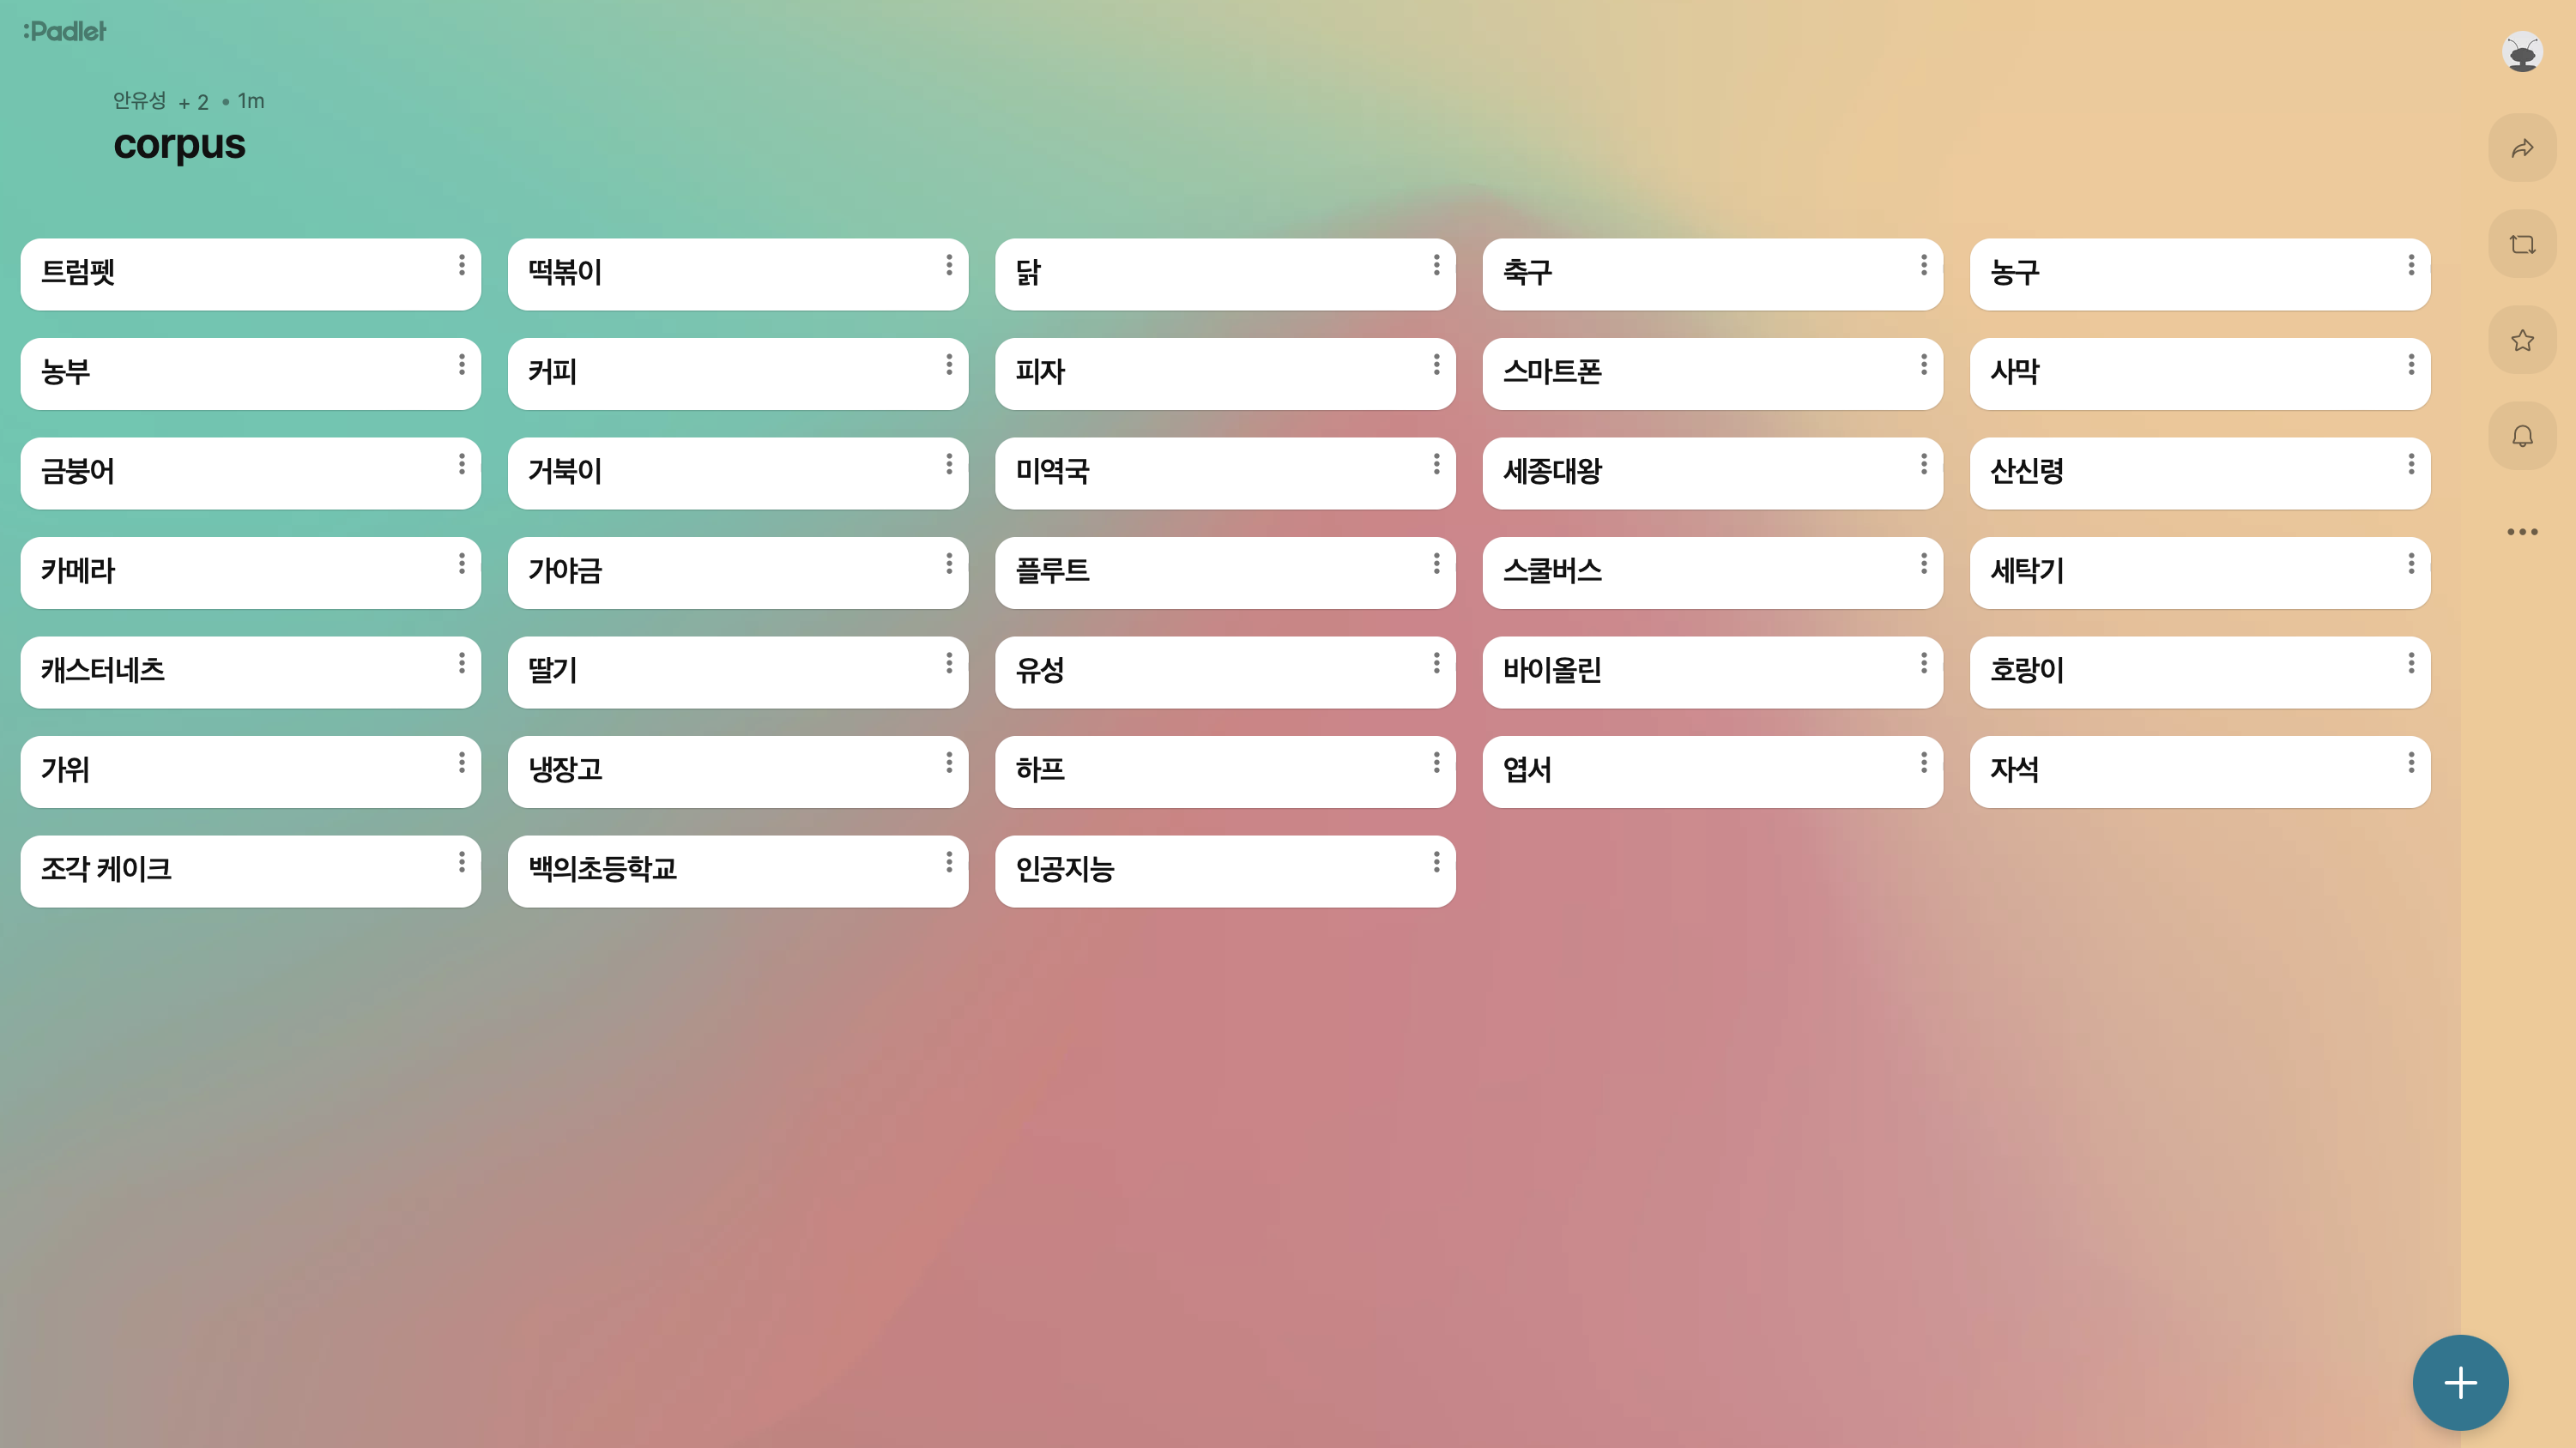 :Padlet
안유성 + 2 • 1m
corpus
트럼펫
떡볶이
닭
축구
농구
농부
커피
피자
스마트폰
사막
금붕어
거북이
미역국
세종대왕
산신령
카메라
가야금
플루트
스쿨버스
세탁기
캐스터네츠
딸기
유성
바이올린
호랑이
가위
냉장고
하프
엽서
자석
조각 케이크
백의초등학교
인공지능